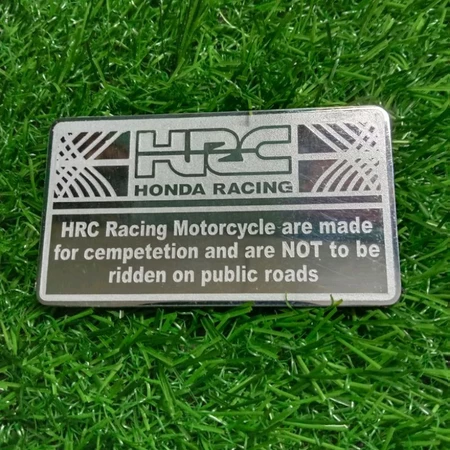 HRC
HONDA RACING
HRC Racing Motorcycle are made
for cempetetion and are NOT to be
ridden on public roads